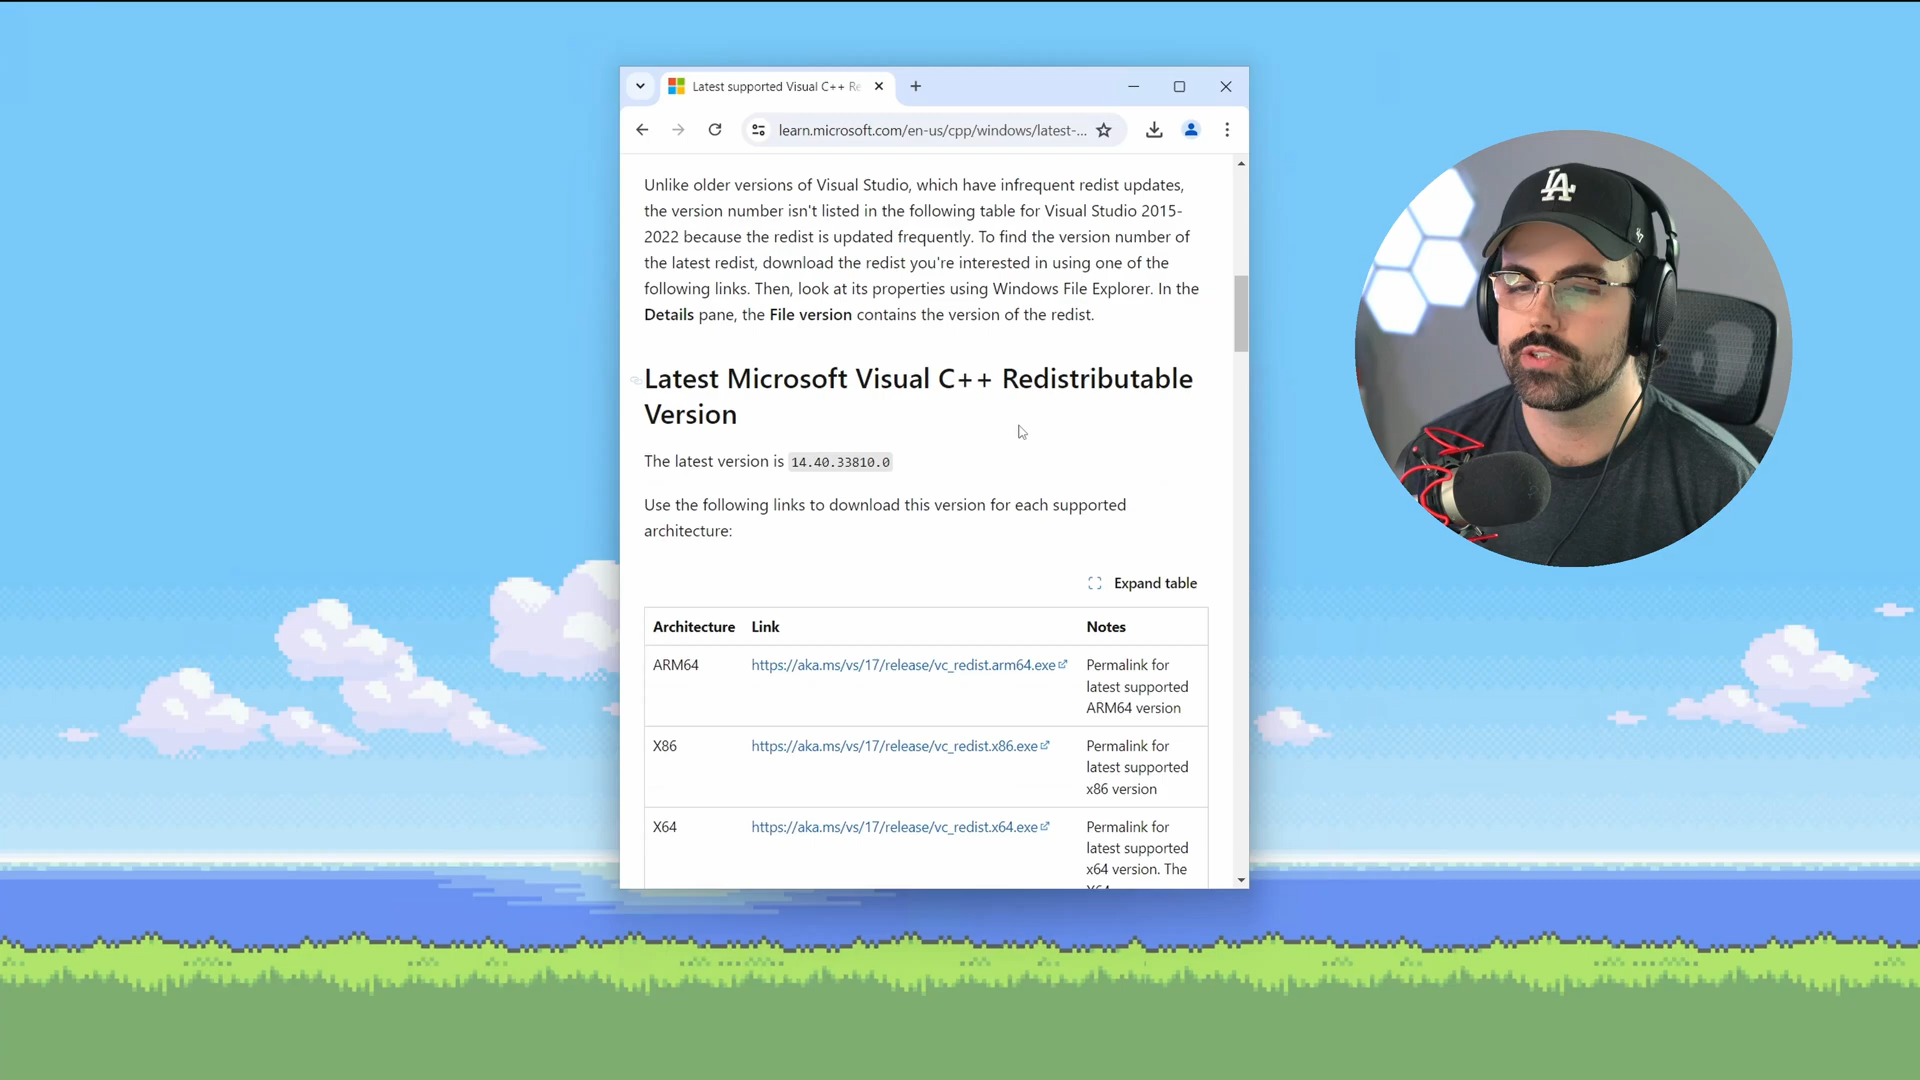 Latest supported Visual C++ Re
learn.microsoft.com/en-us/cpp/windows/latest-...
Unlike older versions of Visual Studio, which have infrequent redist updates,
the version number isn't listed in the following table for Visual Studio 2015-
2022 because the redist is updated frequently. To find the version number of
the latest redist, download the redist you're interested in using one of the
following links. Then, look at its properties using Windows File Explorer. In the
Details pane, the File version contains the version of the redist.
Latest Microsoft Visual C++ Redistributable
Version
The latest version is 14.40.33810.0
Use the following links to download this version for each supported
architecture:
Expand table
Architecture Link Notes
ARM64 https://aka.ms/vs/17/release/vc_redist.arm64.exe Permalink for
latest supported
ARM64 version
X86 https://aka.ms/vs/17/release/vc_redist.x86.exe Permalink for
latest supported
x86 version
X64 https://aka.ms/vs/17/release/vc_redist.x64.exe Permalink for
latest supported
x64 version. The
X64
LA